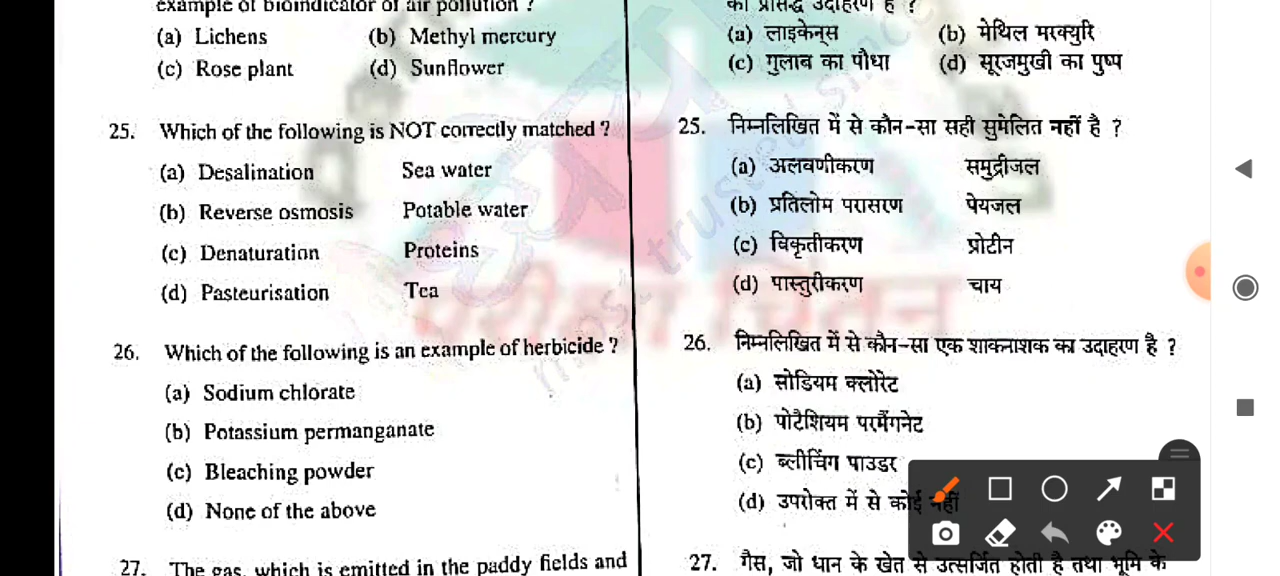 example of bioindicator of air pollution ?
(a) Lichens (b) Methyl mercury
(c) Rose plant (d) Sunflower
25. Which of the following is NOT correctly matched ?
(a) Desalination Sea water
(b) Reverse osmosis Potable water
(c) Denaturation Proteins
(d) Pasteurisation Tea
26. Which of the following is an example of herbicide ?
(a) Sodium chlorate
(b) Potassium permanganate
(c) Bleaching powder
(d) None of the above
27. The gas, which is emitted in the paddy fields and
का प्रसिद्ध उदाहरण है ?
(a) लाइकेन्स (b) मेथिल मरक्युरि
(c) गुलाब का पौधा (d) सूरजमुखी का पुष्प
25. निम्नलिखित में से कौन-सा सही सुमेलित नहीं है ?
(a) अलवणीकरण समुद्रीजल
(b) प्रतिलोम परासरण पेयजल
(c) विकृतीकरण प्रोटीन
(d) पास्तुरीकरण चाय
26. निम्नलिखित में से कौन-सा एक शाकनाशक का उदाहरण है ?
(a) सोडियम क्लोरेट
(b) पोटैशियम परमैंगनेट
(c) ब्लीचिंग पाउडर
(d) उपरोक्त में से कोई नहीं
27. गैस, जो धान के खेत से उत्सर्जित होती है तथा भूमि के
परीक्षा चिंतन
most trusted sinc